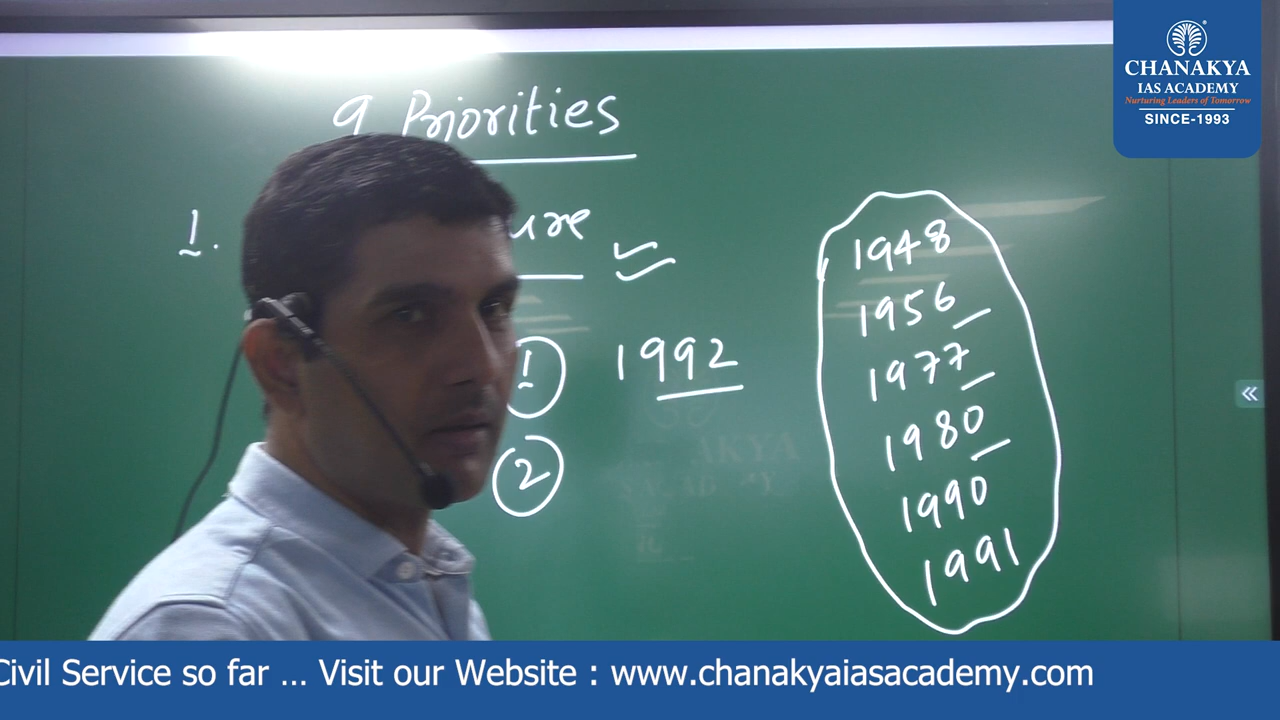 9 Priorities
1.
1992
1
2
1948
1956
1977
1980
1990
1991
CHANAKYA
IAS ACADEMY
Nurturing Leaders of Tomorrow
SINCE-1993
Civil Service so far ... Visit our Website : www.chanakyaiasacademy.com